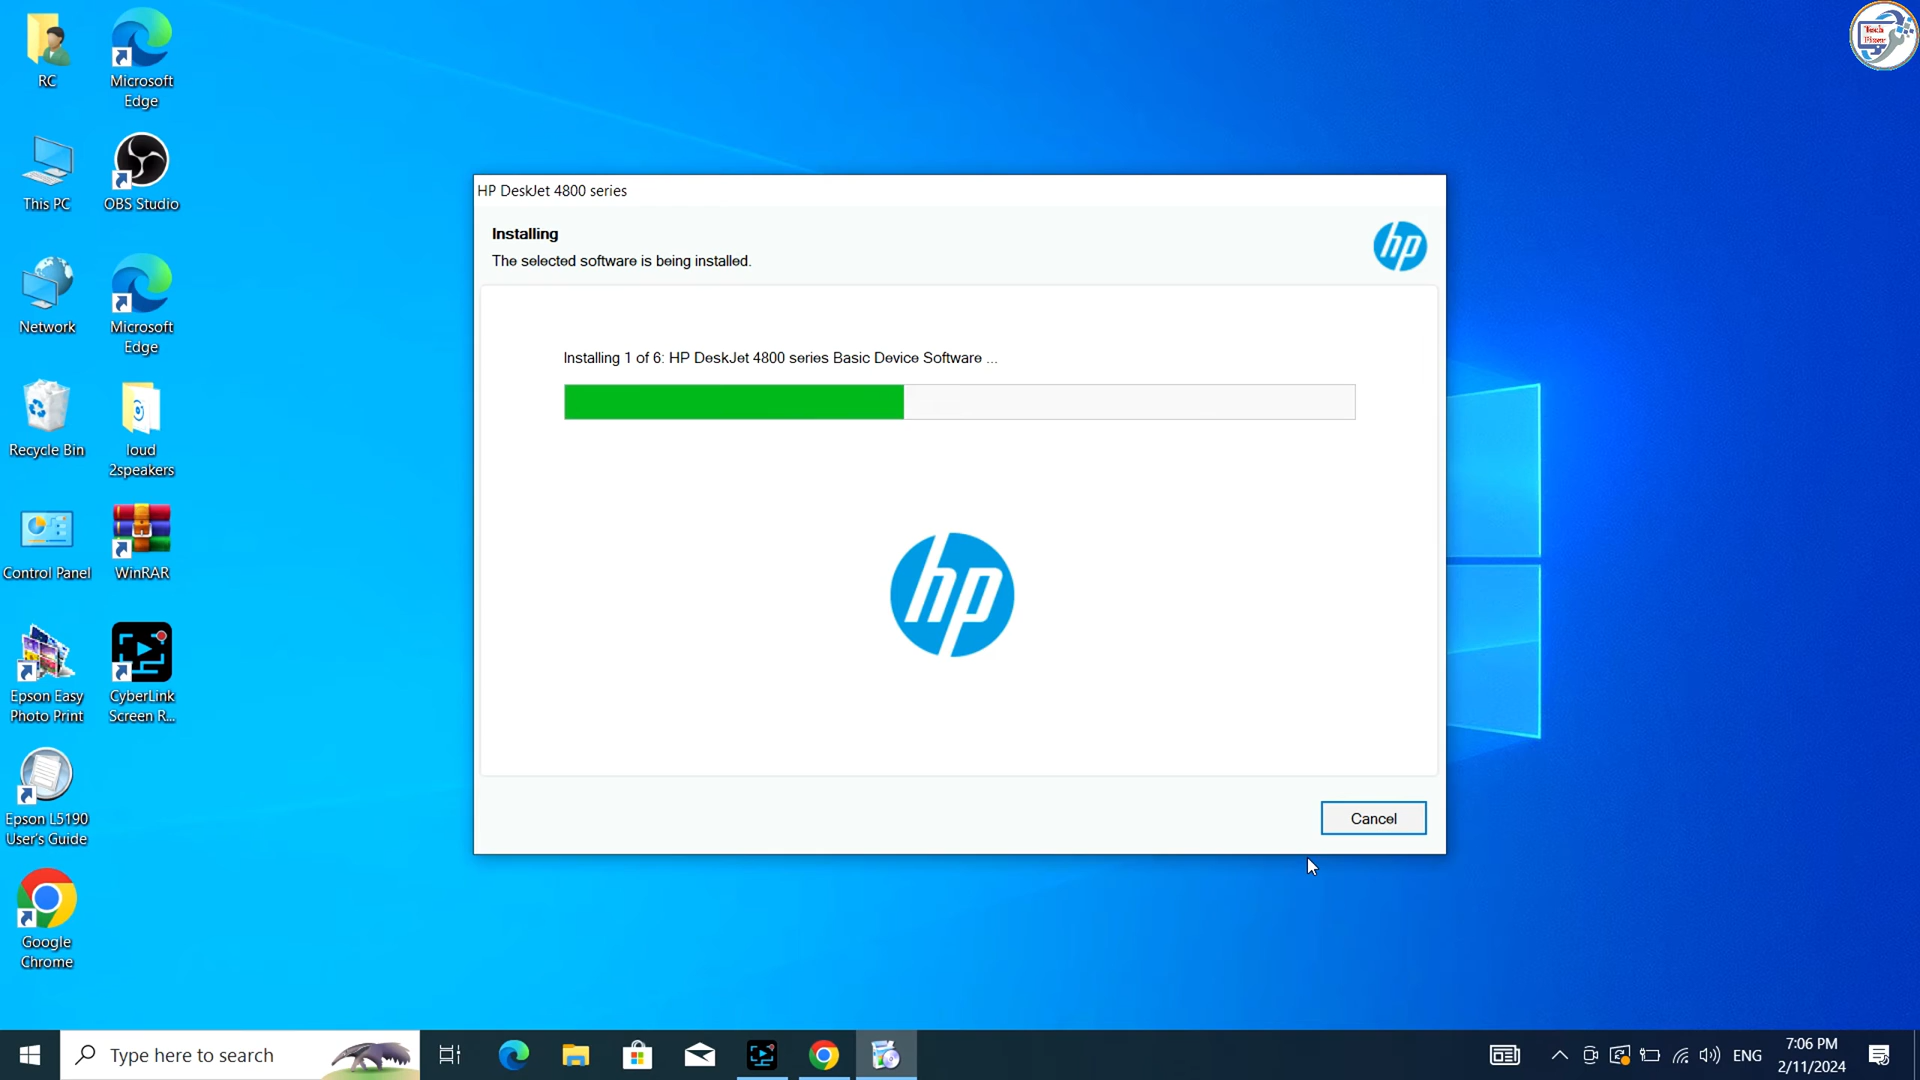 RC
Microsoft
Edge
This PC
OBS Studio
Network
Microsoft
Edge
Recycle Bin
loud
2speakers
Control Panel
WinRAR
Epson Easy
Photo Print
CyberLink
Screen R...
Epson L5190
User's Guide
Google
Chrome
Tech
HP DeskJet 4800 series
Installing
The selected software is being installed.
hp
Installing 1 of 6: HP DeskJet 4800 series Basic Device Software ...
hp
Cancel
Type here to search
ENG
7:06 PM
2/11/2024